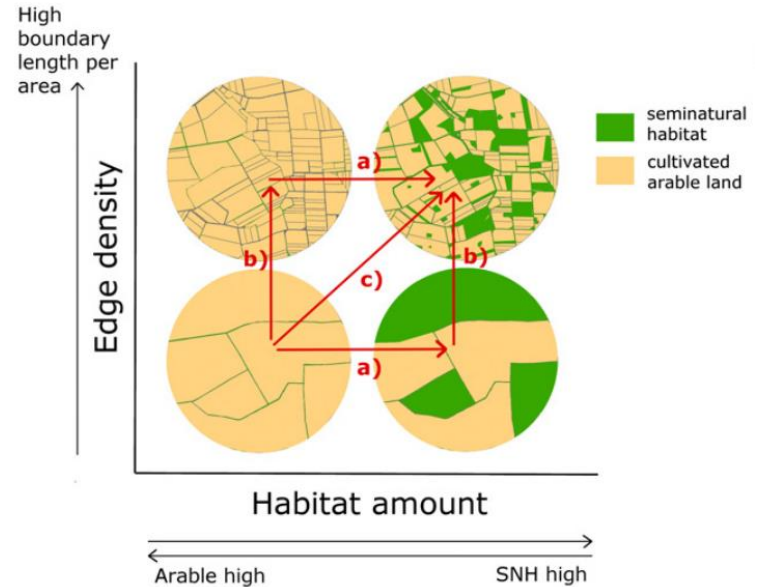 High
boundary
length per
area
Edge density
a)
b)
c)
b)
a)
seminatural
habitat
cultivated
arable land
Habitat amount
Arable high
SNH high